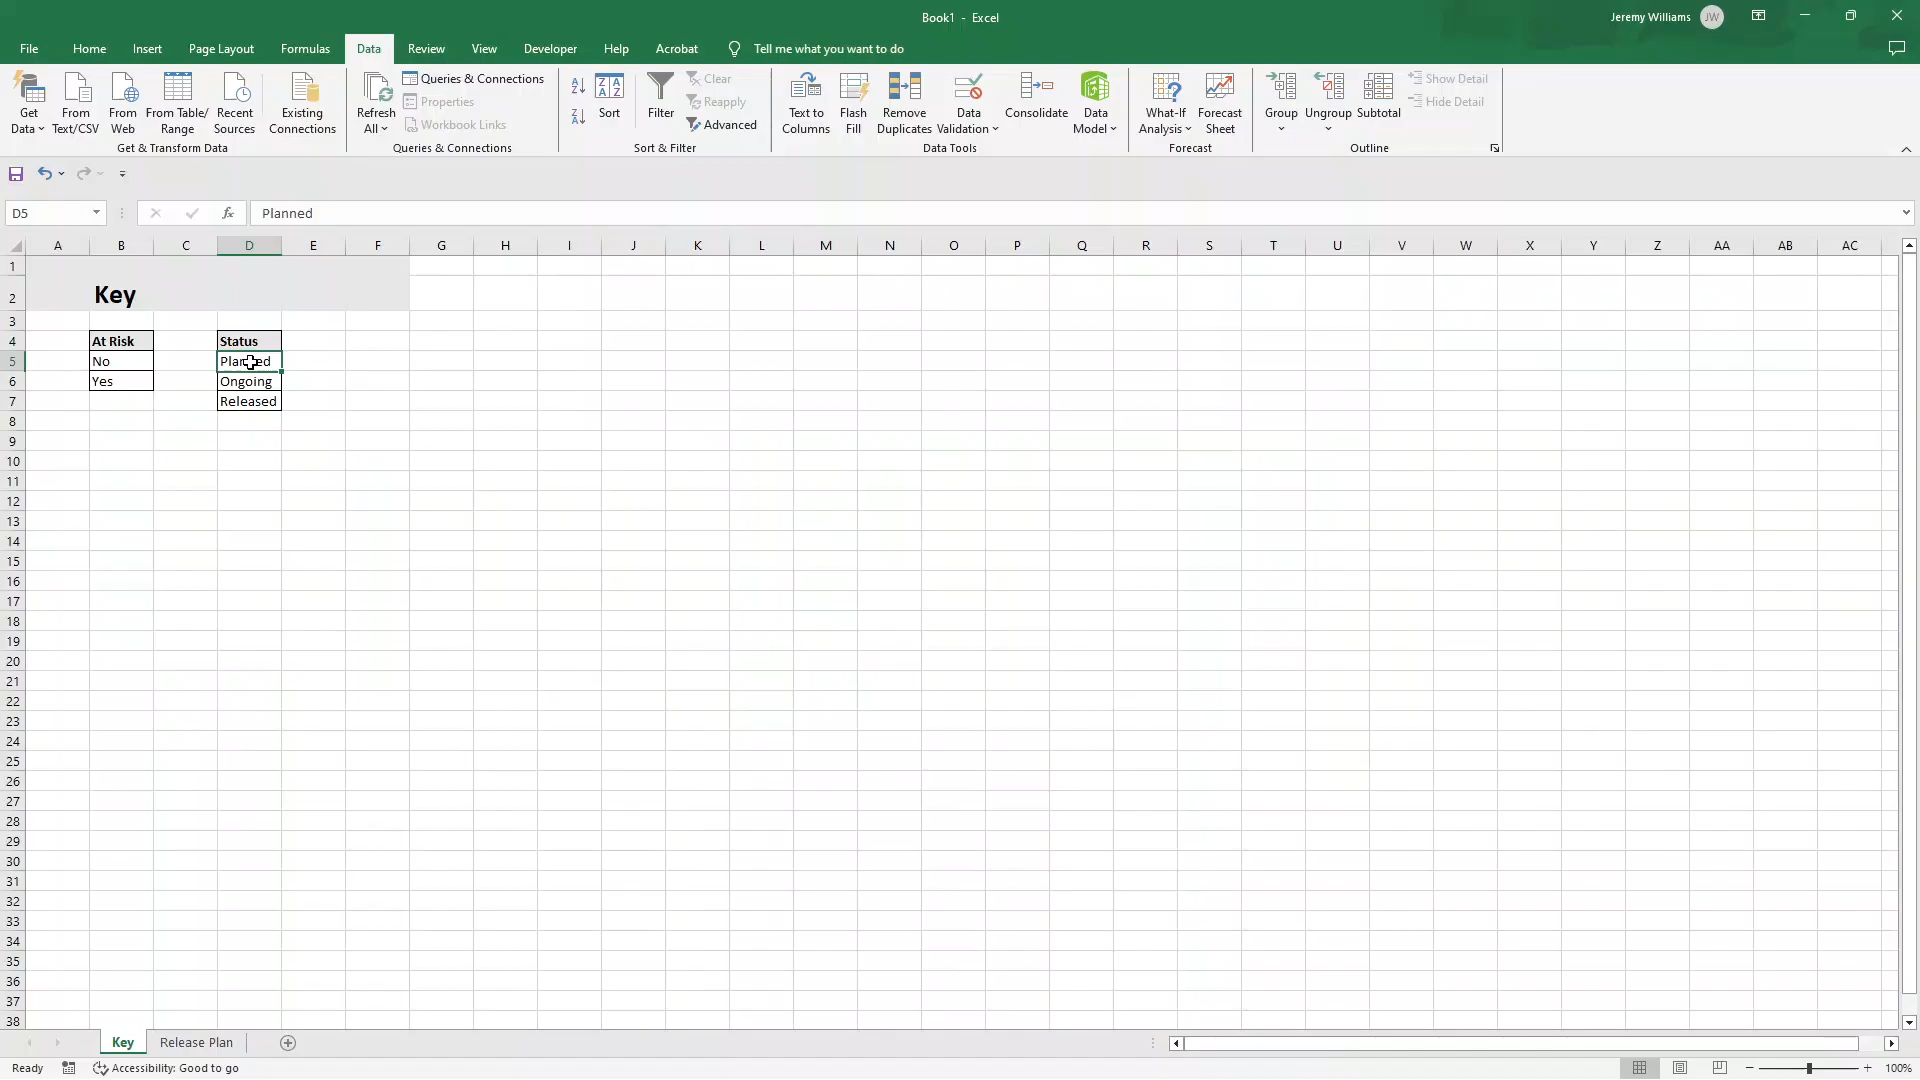 Book1 - Excel
Jeremy Williams JW
File Home Insert Page Layout Formulas Data Review View Developer Help Acrobat Tell me what you want to do
Get Data
From Text/CSV
From Web
From Table/ Range
Recent Sources
Existing Connections
Get & Transform Data
Refresh All
Queries & Connections
Properties
Workbook Links
Queries & Connections
Sort
Filter
Clear
Reapply
Advanced
Sort & Filter
Text to Columns
Flash Fill
Remove Duplicates
Data Validation
Consolidate
Data Model
Data Tools
What-If Analysis
Forecast Sheet
Forecast
Group
Ungroup
Subtotal
Show Detail
Hide Detail
Outline
D5 fx Planned
A B C D E F G H I J K L M N O P Q R S T U V W X Y Z AA AB AC
1
2 Key
3
4 At Risk Status
5 No Planned
6 Yes Ongoing
7 Released
8
9
10
11
12
13
14
15
16
17
18
19
20
21
22
23
24
25
26
27
28
29
30
31
32
33
34
35
36
37
38
Key Release Plan
Ready Accessibility: Good to go 100%